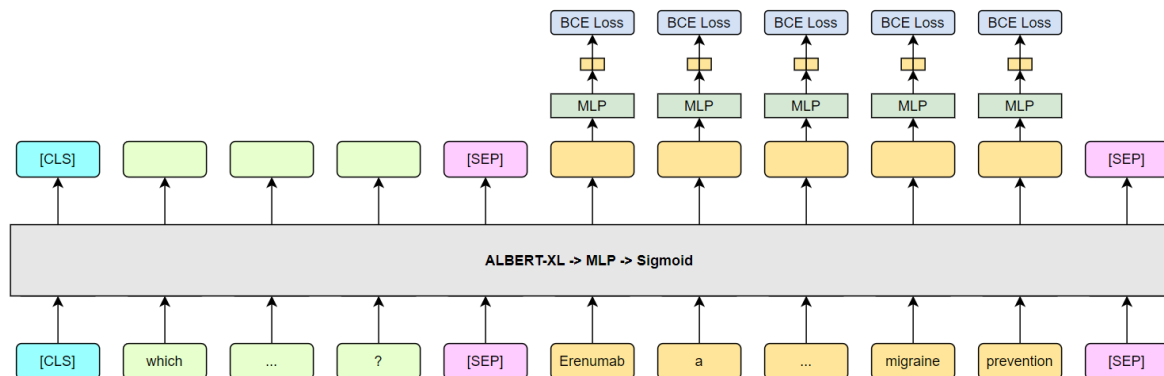 BCE Loss BCE Loss BCE Loss BCE Loss BCE Loss
MLP MLP MLP MLP MLP
[CLS] [SEP] [SEP]
ALBERT-XL -> MLP -> Sigmoid
[CLS] which ... ? [SEP] Erenumab a ... migraine prevention [SEP]